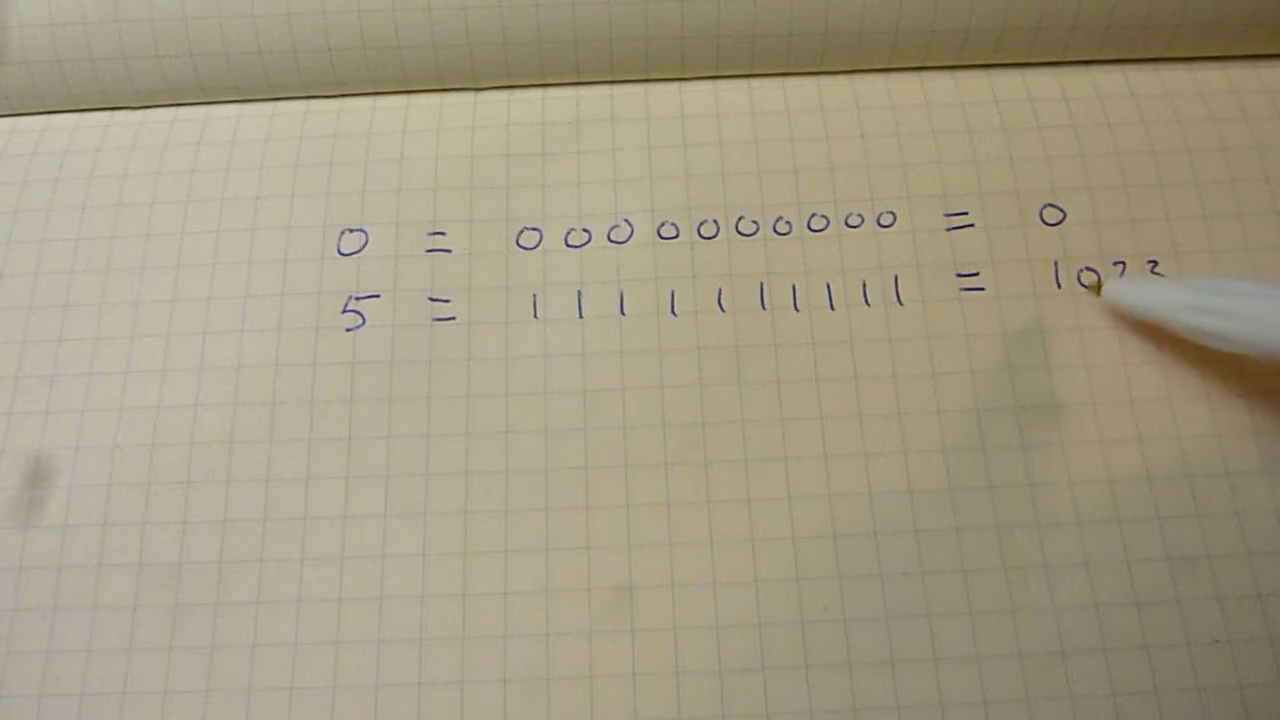 0 = 0000000000 = 0
5 = 1111111111 = 1023